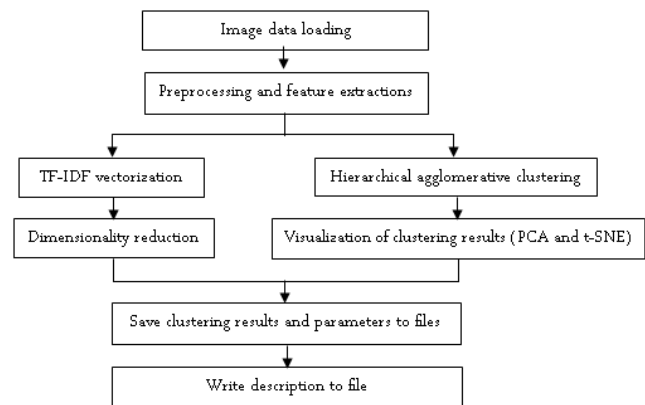 Image data loading
Preprocessing and feature extractions
TF-IDF vectorization
Hierarchical agglomerative clustering
Dimensionality reduction
Visualization of clustering results (PCA and t-SNE)
Save clustering results and parameters to files
Write description to file